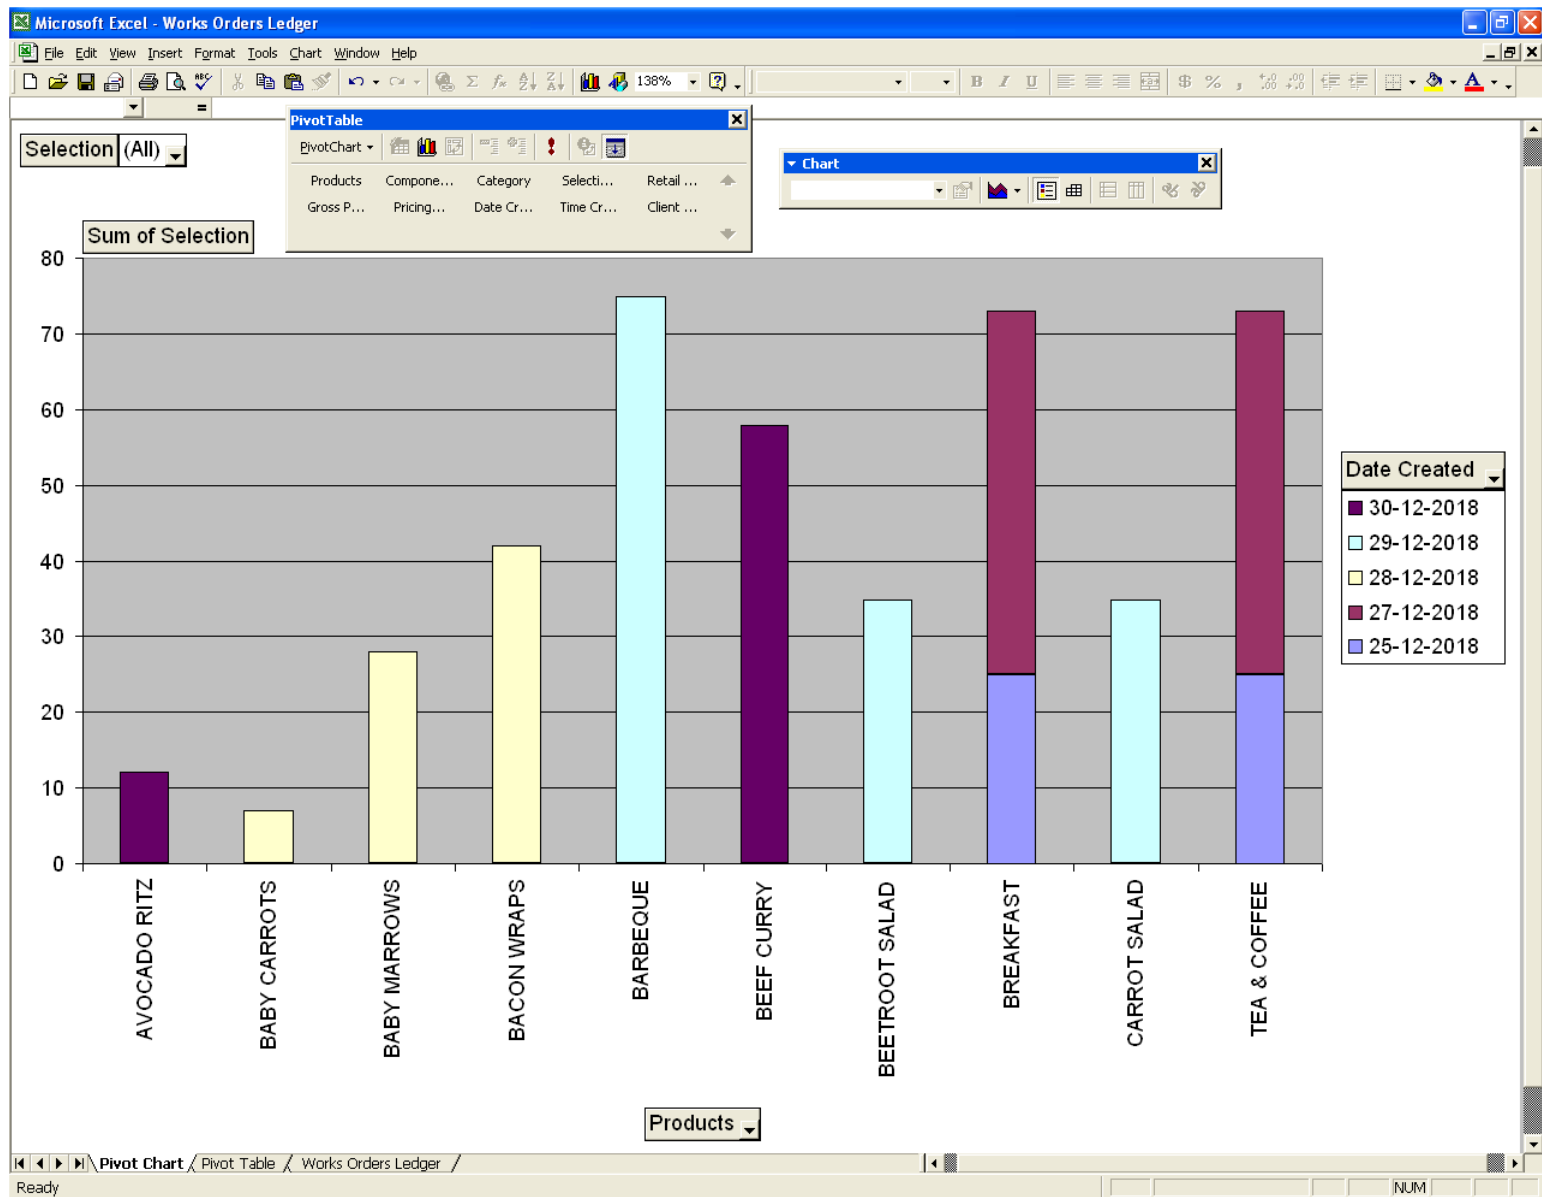 Microsoft Excel - Works Orders Ledger
File Edit View Insert Format Tools Chart Window Help
138%
=
PivotTable
PivotChart
Products Compone... Category Selecti... Retail ...
Gross P... Pricing... Date Cr... Time Cr... Client ...
Chart
Selection (All)
Sum of Selection
80
70
60
50
40
30
20
10
0
AVOCADO RITZ
BABY CARROTS
BABY MARROWS
BACON WRAPS
BARBEQUE
BEEF CURRY
BEETROOT SALAD
BREAKFAST
CARROT SALAD
TEA & COFFEE
Date Created
30-12-2018
29-12-2018
28-12-2018
27-12-2018
25-12-2018
Products
Pivot Chart / Pivot Table / Works Orders Ledger /
Ready
NUM